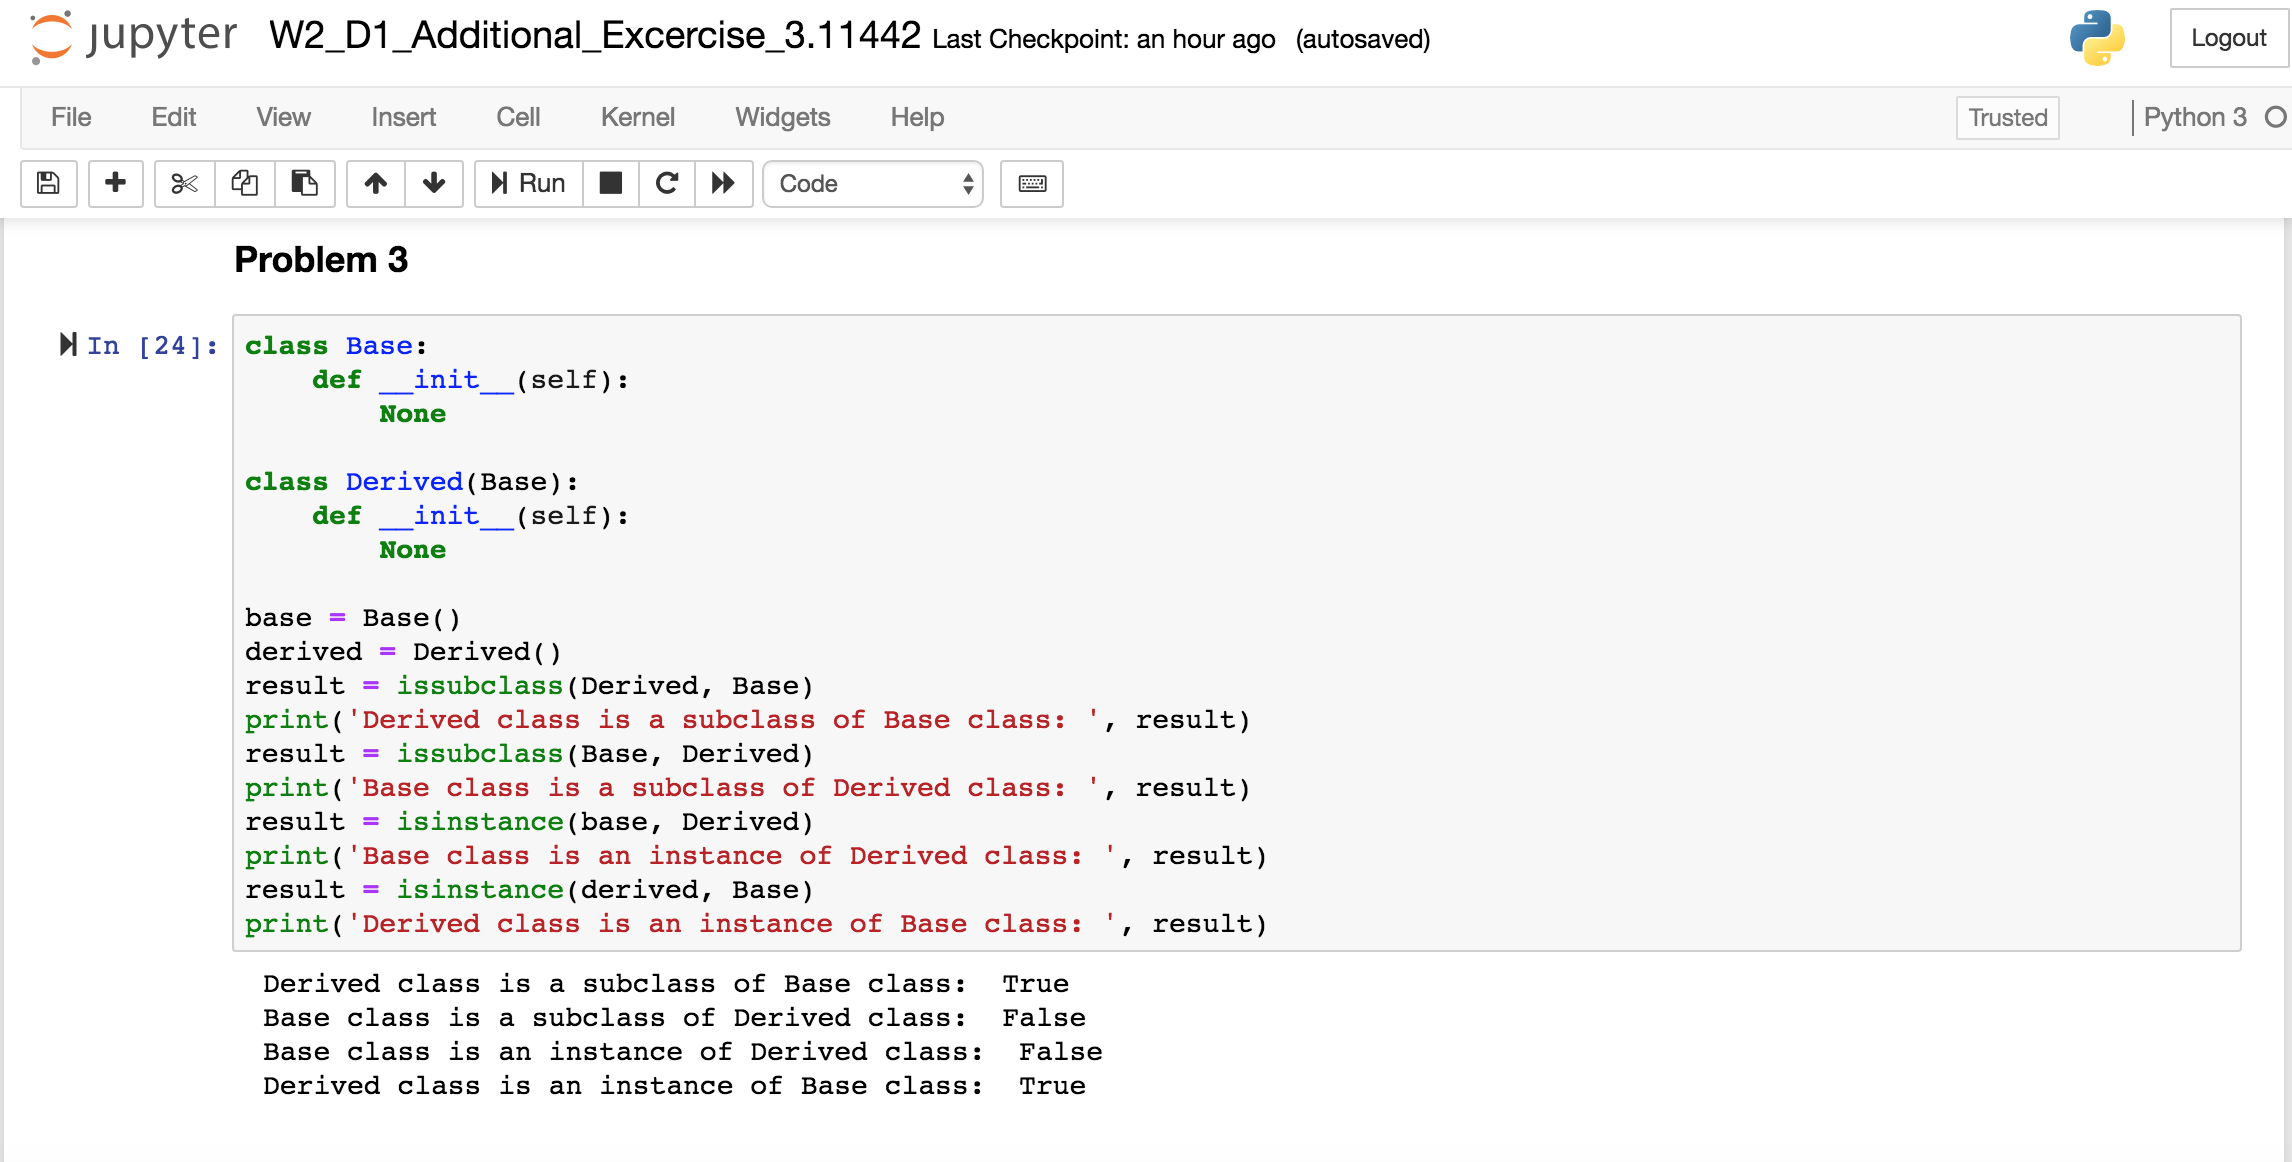 jupyter W2_D1_Additional_Excercise_3.11442 Last Checkpoint: an hour ago (autosaved) Logout
File Edit View Insert Cell Kernel Widgets Help Trusted Python 3
Run Code
Problem 3
In [24]: class Base:
    def __init__(self):
        None
class Derived(Base):
    def __init__(self):
        None
base = Base()
derived = Derived()
result = issubclass(Derived, Base)
print('Derived class is a subclass of Base class: ', result)
result = issubclass(Base, Derived)
print('Base class is a subclass of Derived class: ', result)
result = isinstance(base, Derived)
print('Base class is an instance of Derived class: ', result)
result = isinstance(derived, Base)
print('Derived class is an instance of Base class: ', result)
Derived class is a subclass of Base class:  True
Base class is a subclass of Derived class:  False
Base class is an instance of Derived class:  False
Derived class is an instance of Base class:  True